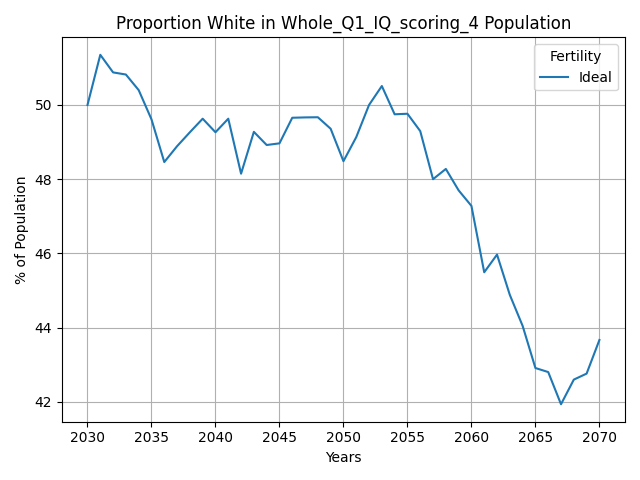 Proportion White in Whole_Q1_IQ_scoring_4 Population
Fertility
Ideal
% of Population
50
48
46
44
42
2030 2035 2040 2045 2050 2055 2060 2065 2070
Years